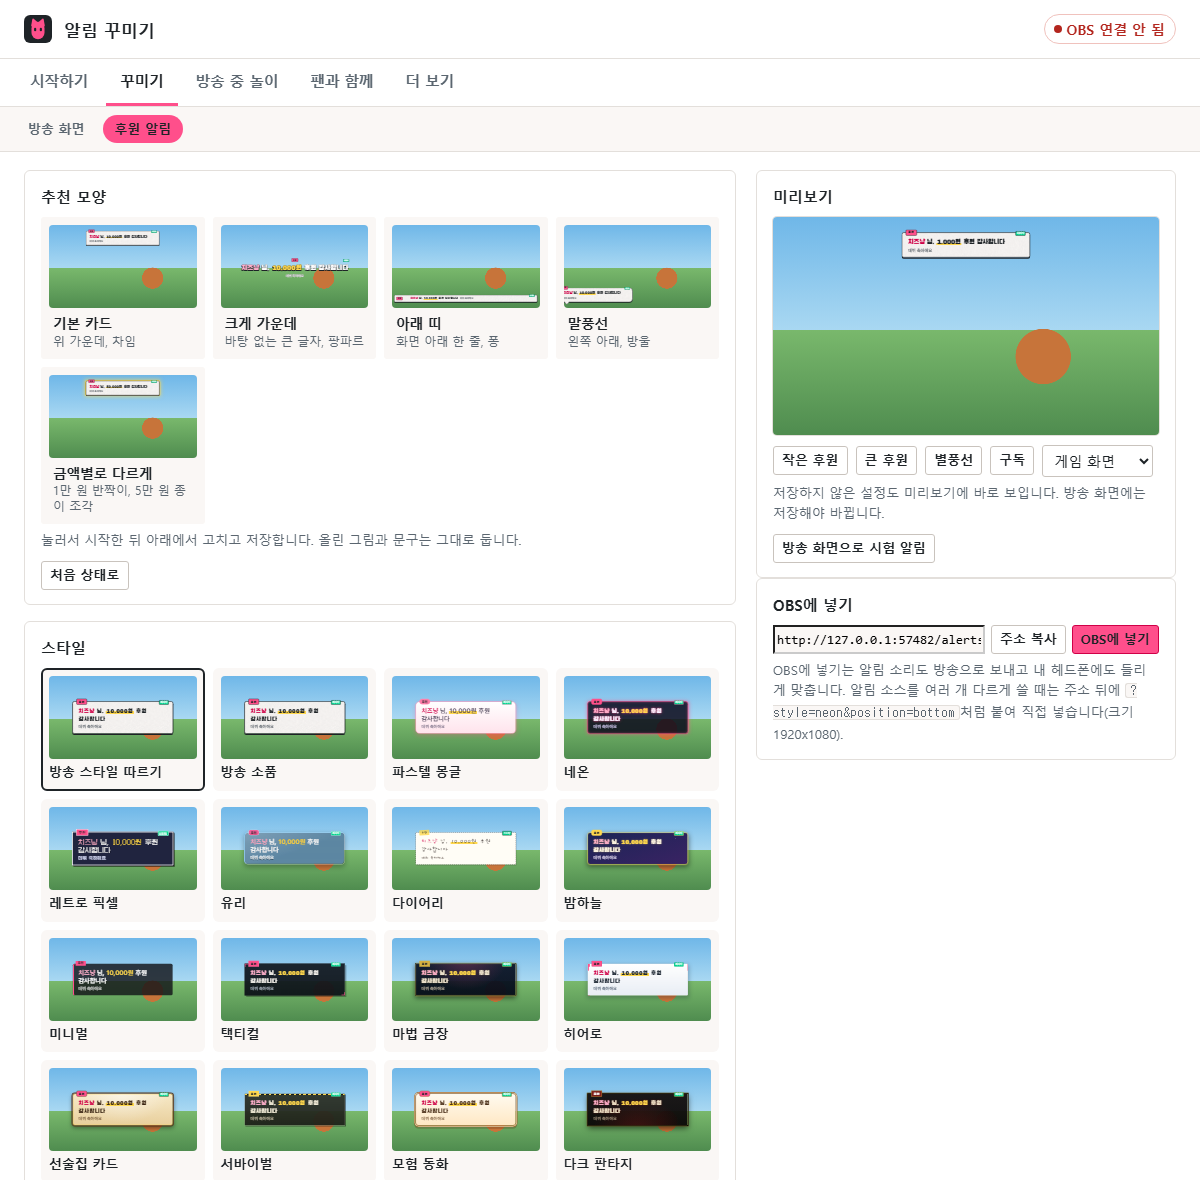 알림 꾸미기
OBS 연결 안 됨
시작하기
꾸미기
방송 중 놀이
팬과 함께
더 보기
방송 화면
후원 알림
추천 모양
기본 카드
위 가운데, 차임
크게 가운데
바탕 없는 큰 글자, 팡파르
아래 띠
화면 아래 한 줄, 퐁
말풍선
왼쪽 아래, 방울
금액별로 다르게
1만 원 반짝이, 5만 원 종
이 조각
눌러서 시작한 뒤 아래에서 고치고 저장합니다. 올린 그림과 문구는 그대로 둡니다.
처음 상태로
스타일
방송 스타일 따르기
방송 소품
파스텔 몽글
네온
레트로 픽셀
유리
다이어리
밤하늘
미니멀
택티컬
마법 금장
히어로
선술집 카드
서바이벌
모험 동화
다크 판타지
미리보기
치즈냥 님, 1,000원 후원 감사합니다
작은 후원
큰 후원
별풍선
구독
게임 화면
저장하지 않은 설정도 미리보기에 바로 보입니다. 방송 화면에는
저장해야 바뀝니다.
방송 화면으로 시험 알림
OBS에 넣기
http://127.0.0.1:57482/alerts
주소 복사
OBS에 넣기
OBS에 넣기는 알림 소리도 방송으로 보내고 내 헤드폰에도 들리
게 맞춥니다. 알림 소스를 여러 개 다르게 쓸 때는 주소 뒤에 ?
style=neon&position=bottom 처럼 붙여 직접 넣습니다(크기
1920x1080).